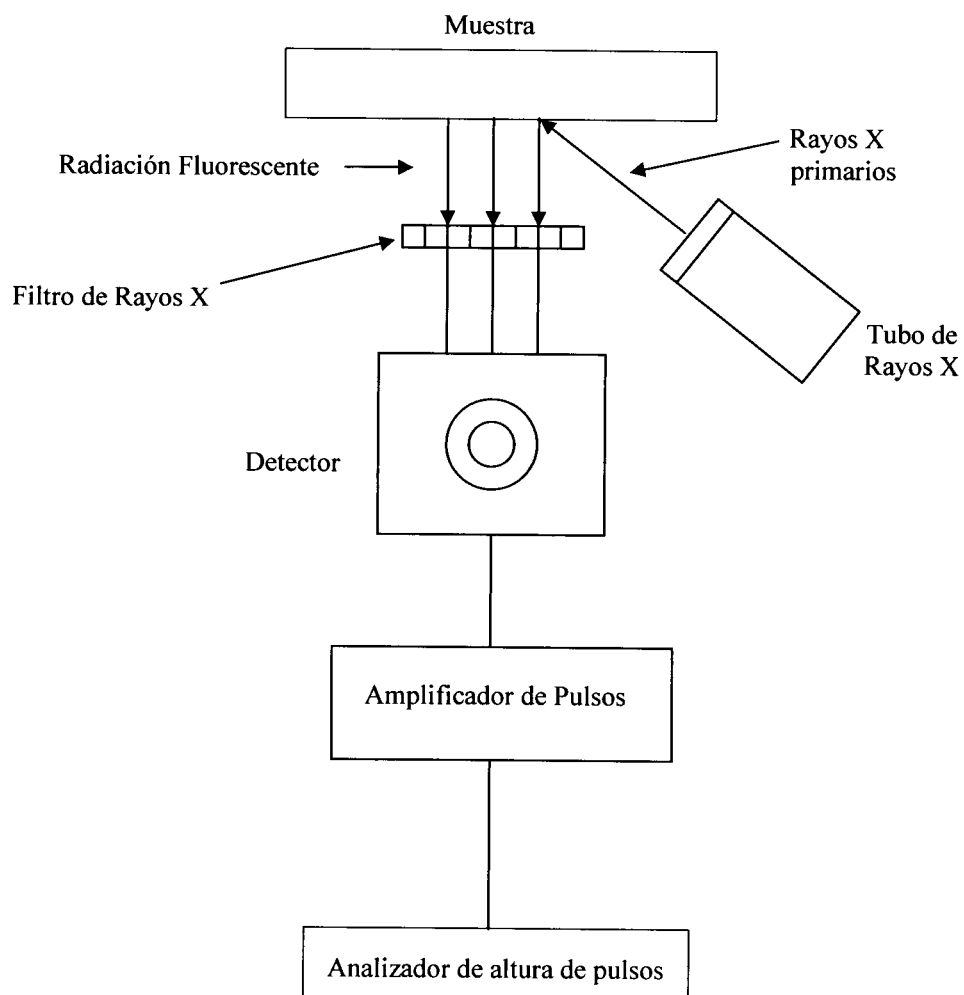 Muestra
Radiación Fluorescente
Rayos X
primarios
Filtro de Rayos X
Tubo de
Rayos X
Detector
Amplificador de Pulsos
Analizador de altura de pulsos